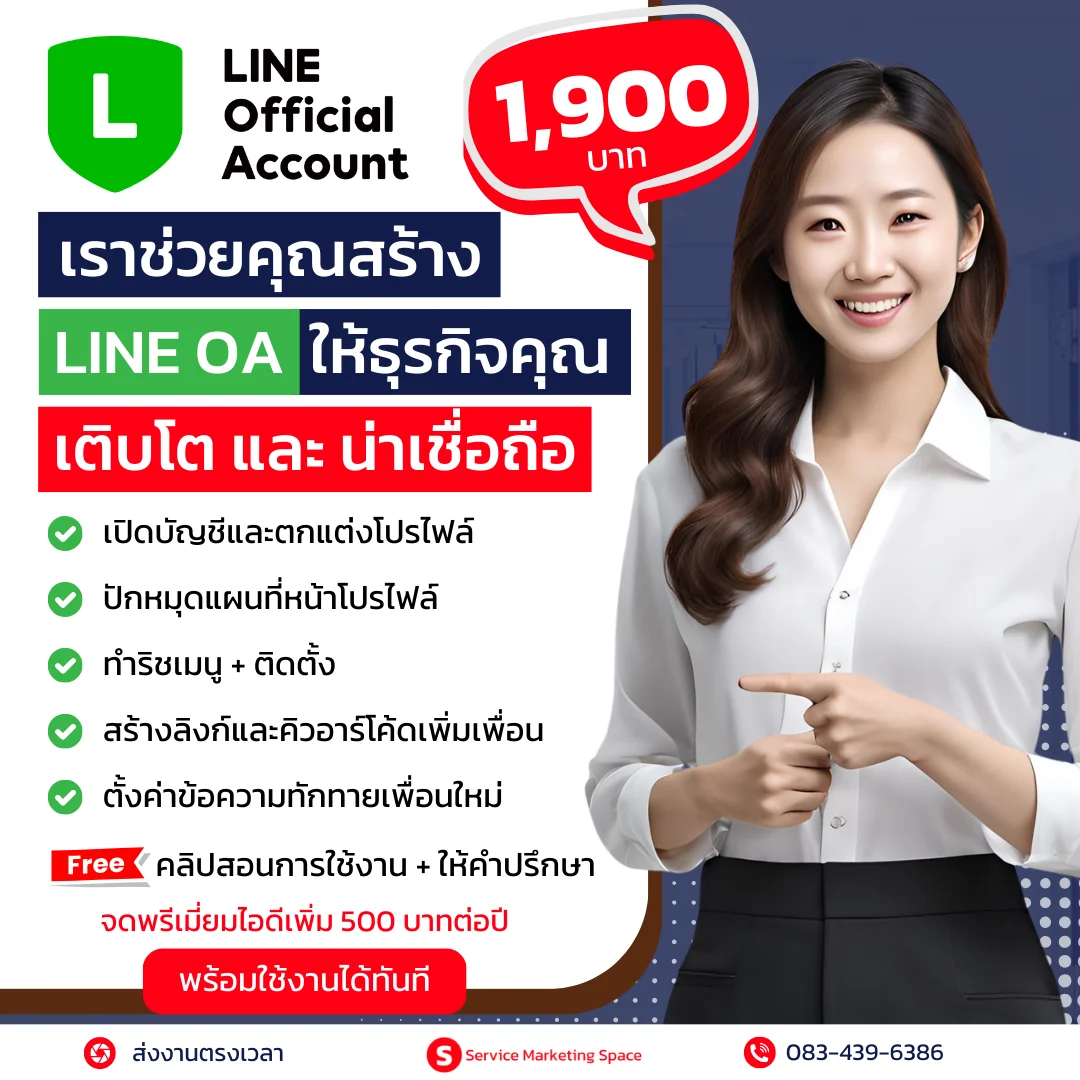 L
LINE
Official
Account
1,900
บาท
เราช่วยคุณสร้าง
LINE OA ให้ธุรกิจคุณ
เติบโต และ น่าเชื่อถือ
เปิดบัญชีและตกแต่งโปรไฟล์
ปักหมุดแผนที่หน้าโปรไฟล์
ทำริชเมนู + ติดตั้ง
สร้างลิงก์และคิวอาร์โค้ดเพิ่มเพื่อน
ตั้งค่าข้อความทักทายเพื่อนใหม่
Free คลิปสอนการใช้งาน + ให้คำปรึกษา
จดพรีเมี่ยมไอดีเพิ่ม 500 บาทต่อปี
พร้อมใช้งานได้ทันที
ส่งงานตรงเวลา
S Service Marketing Space
083-439-6386